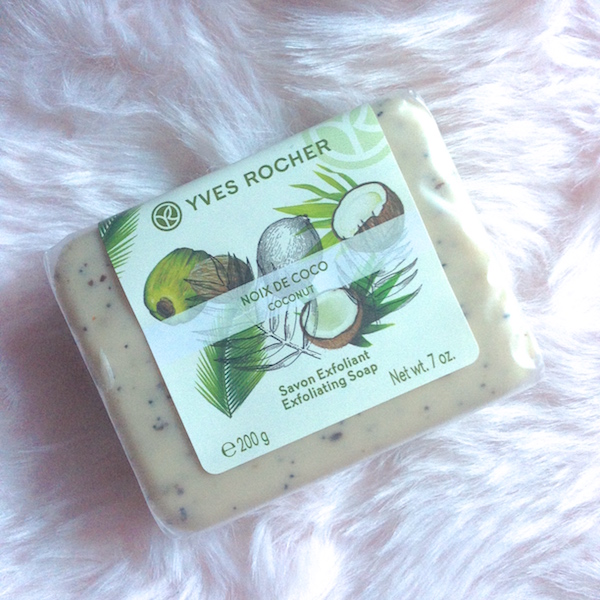 YVES ROCHER
NOIX DE COCO
COCONUT
Savon Exfoliant
Exfoliating Soap
Net wt. 7 oz.
℮200 g